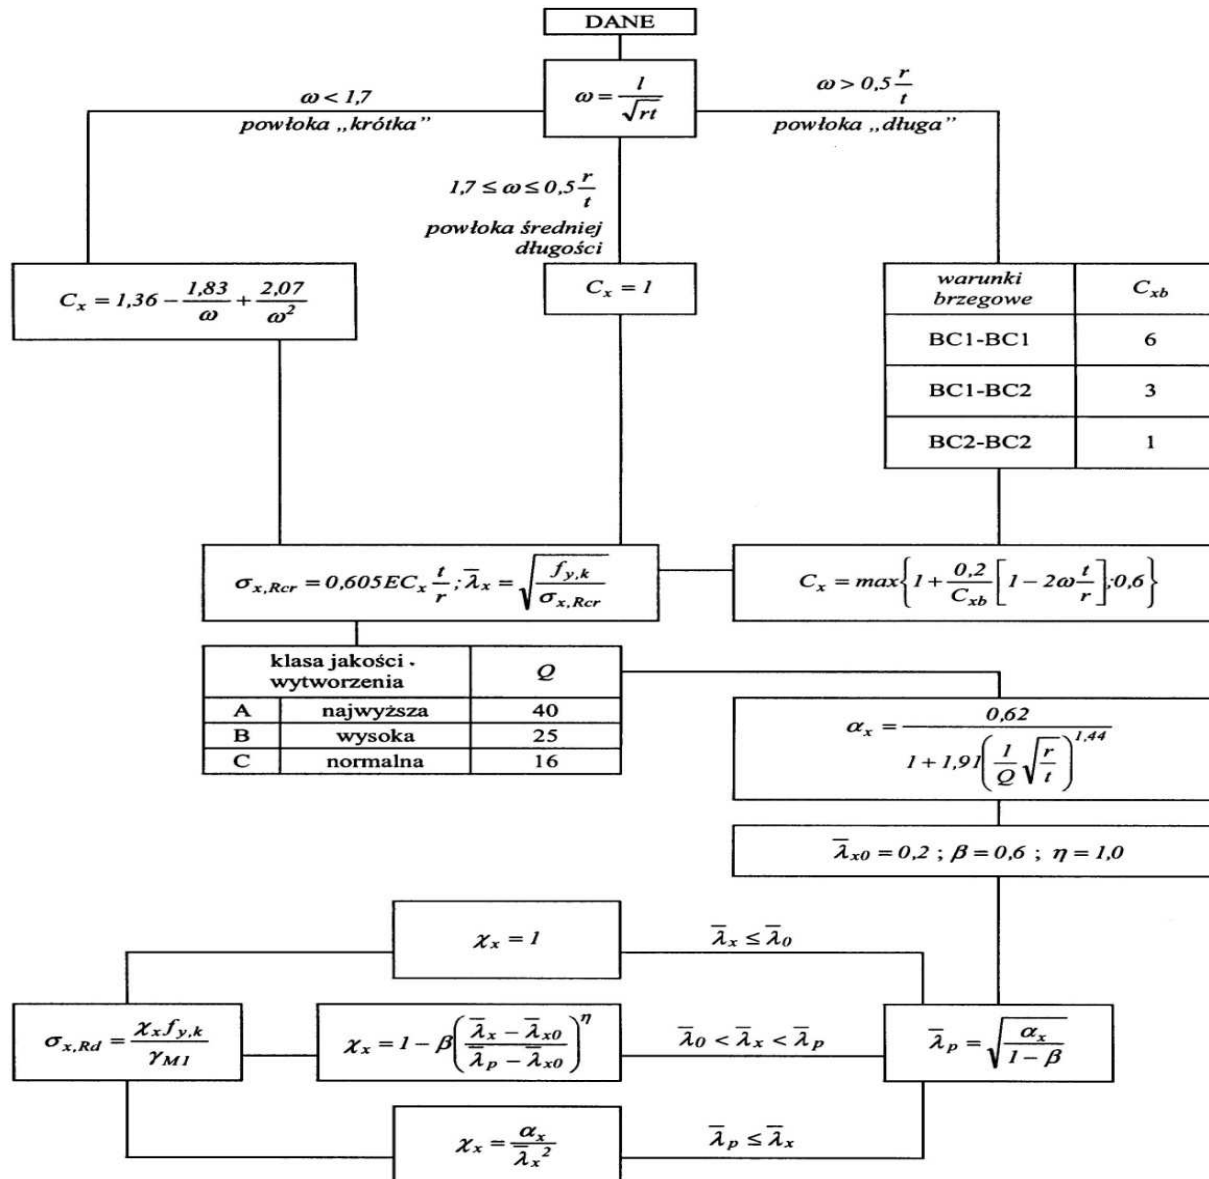 DANE
ω < 1,7
powłoka „krótka”
ω = l / √(rt)
ω > 0,5 r/t
powłoka „długa”
1,7 ≤ ω ≤ 0,5 r/t
powłoka średniej
długości
C_x = 1,36 − 1,83/ω + 2,07/ω²
C_x = 1
warunki
brzegowe
C_xb
BC1-BC1 6
BC1-BC2 3
BC2-BC2 1
σ_x,Rcr = 0,605EC_x t/r ; λ̅_x = √(f_y,k / σ_x,Rcr)
C_x = max{1 + 0,2/C_xb [1 − 2ω t/r];0,6}
klasa jakości
wytworzenia
Q
A najwyższa 40
B wysoka 25
C normalna 16
α_x = 0,62 / (1 + 1,91(1/Q √(r/t))^1,44)
λ̅_x0 = 0,2 ; β = 0,6 ; η = 1,0
χ_x = 1
λ̅_x ≤ λ̅_0
σ_x,Rd = χ_x f_y,k / γ_M1
χ_x = 1 − β((λ̅_x − λ̅_x0) / (λ̅_p − λ̅_x0))^η
λ̅_0 < λ̅_x < λ̅_p
λ̅_p = √(α_x / (1 − β))
χ_x = α_x / λ̅_x²
λ̅_p ≤ λ̅_x